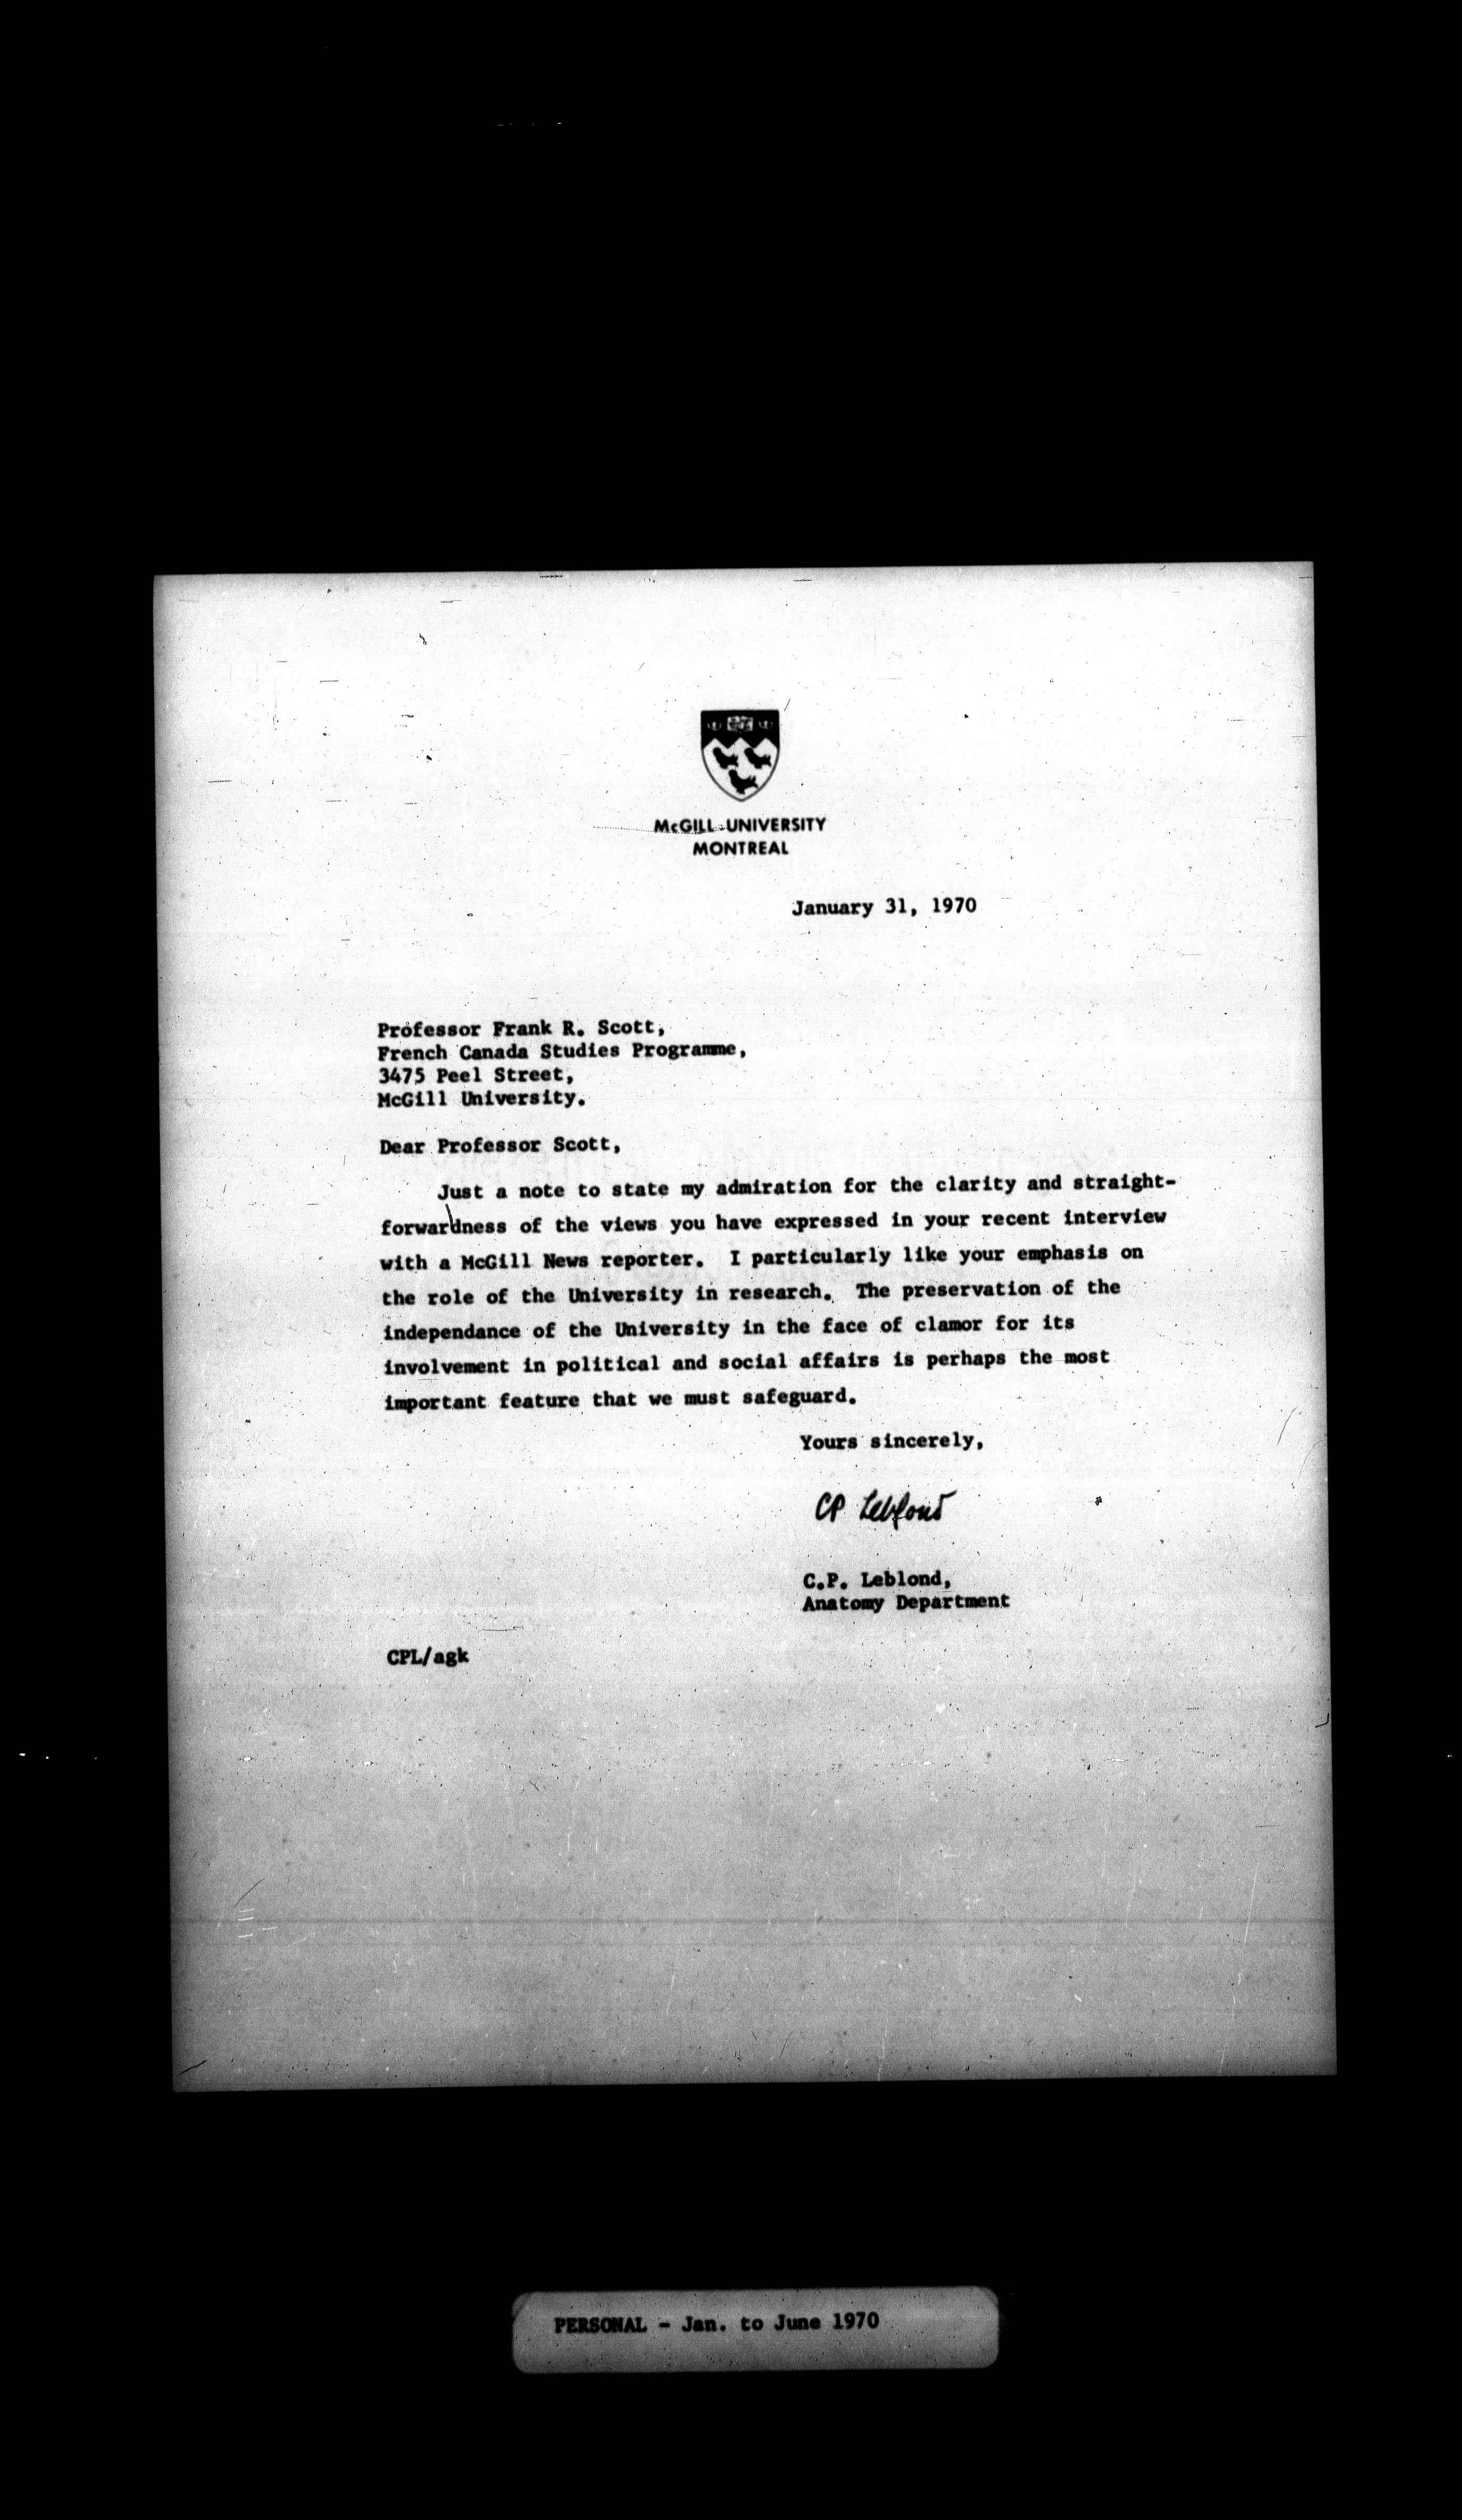 McGILL UNIVERSITY
MONTREAL
January 31, 1970
Professor Frank R. Scott,
French Canada Studies Programme,
3475 Peel Street,
McGill University.
Dear Professor Scott,
Just a note to state my admiration for the clarity and straight-
forwardness of the views you have expressed in your recent interview
with a McGill News reporter. I particularly like your emphasis on
the role of the University in research. The preservation of the
independance of the University in the face of clamor for its
involvement in political and social affairs is perhaps the most
important feature that we must safeguard.
Yours sincerely,
CP Leblond
C.P. Leblond,
Anatomy Department
CPL/agk
PERSONAL - Jan. to June 1970